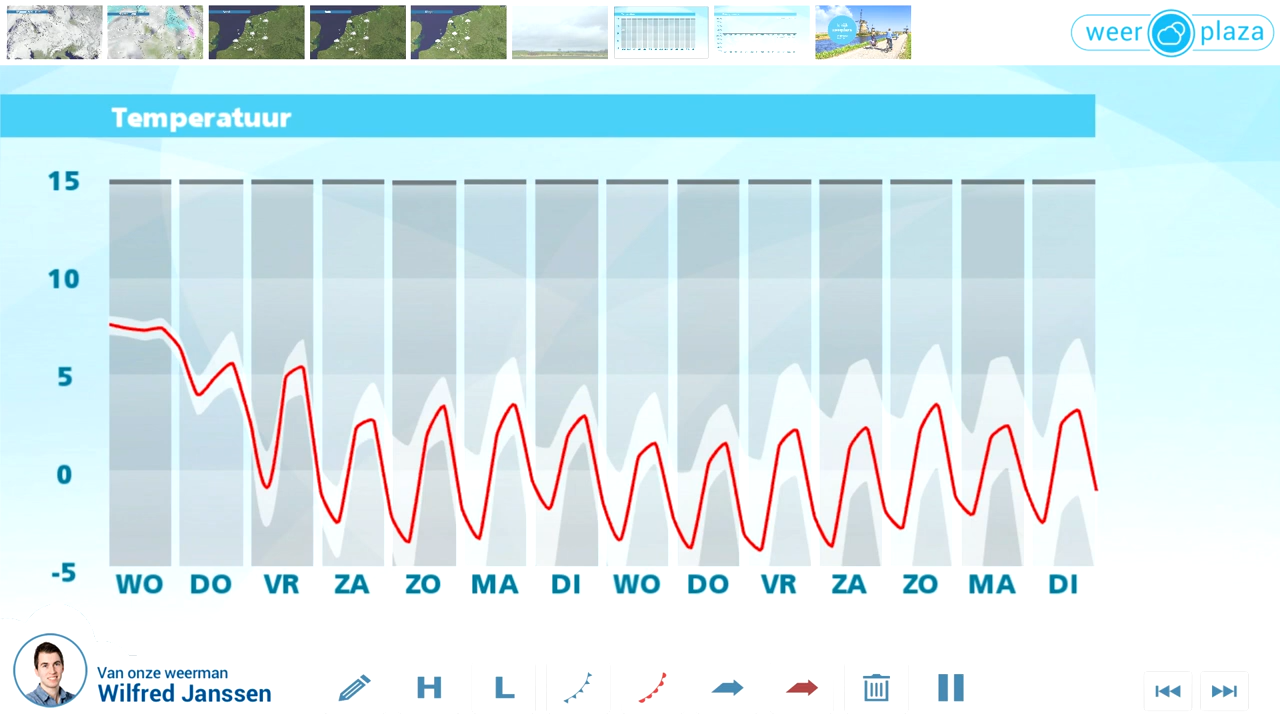 weer plaza
Temperatuur
15
10
5
0
-5
WO DO VR ZA ZO MA DI WO DO VR ZA ZO MA DI
Van onze weerman
Wilfred Janssen
H L